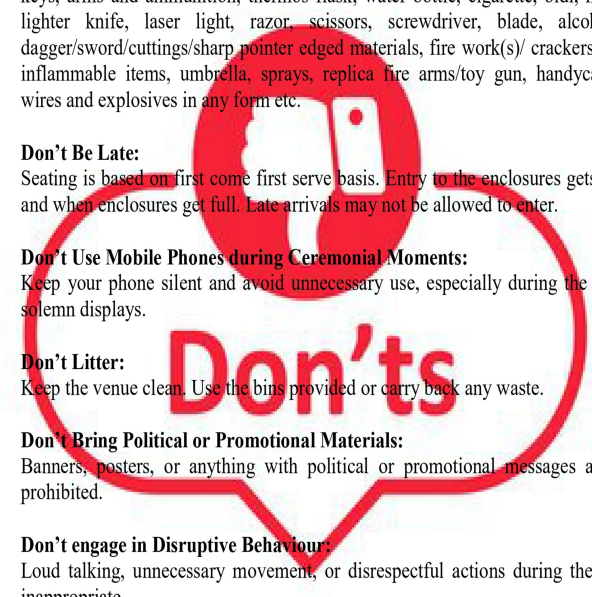 keys, arms and ammunition, thermos flask, water bottle, cigarette, bidi,
lighter knife, laser light, razor, scissors, screwdriver, blade, alcol
dagger/sword/cuttings/sharp pointer edged materials, fire work(s)/ crackers
inflammable items, umbrella, sprays, replica fire arms/toy gun, handyca
wires and explosives in any form etc.
Don't Be Late:
Seating is based on first come first serve basis. Entry to the enclosures gets
and when enclosures get full. Late arrivals may not be allowed to enter.
Don't Use Mobile Phones during Ceremonial Moments:
Keep your phone silent and avoid unnecessary use, especially during the
solemn displays.
Don'ts
Don't Litter:
Keep the venue clean. Use the bins provided or carry back any waste.
Don't Bring Political or Promotional Materials:
Banners, posters, or anything with political or promotional messages a
prohibited.
Don't engage in Disruptive Behaviour:
Loud talking, unnecessary movement, or disrespectful actions during the
inappropriate